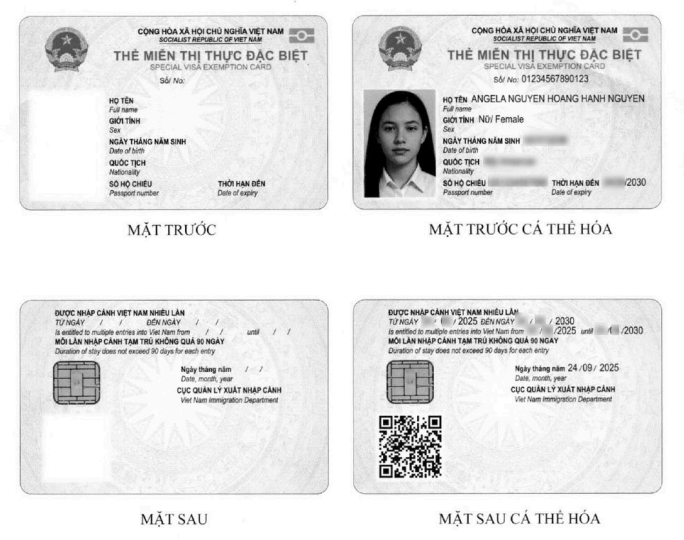 CỘNG HÒA XÃ HỘI CHỦ NGHĨA VIỆT NAM
SOCIALIST REPUBLIC OF VIET NAM
THẺ MIỄN THỊ THỰC ĐẶC BIỆT
SPECIAL VISA EXEMPTION CARD
Số/ No:
HỌ TÊN
Full name
GIỚI TÍNH
Sex
NGÀY THÁNG NĂM SINH
Date of birth
QUỐC TỊCH
Nationality
SỐ HỘ CHIẾU THỜI HẠN ĐẾN
Passport number Date of expiry
MẶT TRƯỚC
CỘNG HÒA XÃ HỘI CHỦ NGHĨA VIỆT NAM
SOCIALIST REPUBLIC OF VIET NAM
THẺ MIỄN THỊ THỰC ĐẶC BIỆT
SPECIAL VISA EXEMPTION CARD
Số/ No: 01234567890123
HỌ TÊN ANGELA NGUYEN HOANG HANH NGUYEN
Full name
GIỚI TÍNH Nữ/ Female
Sex
NGÀY THÁNG NĂM SINH
Date of birth
QUỐC TỊCH
Nationality
SỐ HỘ CHIẾU THỜI HẠN ĐẾN /2030
Passport number Date of expiry
MẶT TRƯỚC CÁ THỂ HÓA
ĐƯỢC NHẬP CẢNH VIỆT NAM NHIỀU LẦN
TỪ NGÀY / / ĐẾN NGÀY / /
Is entitled to multiple entries into Viet Nam from / / until / /
MỖI LẦN NHẬP CẢNH TẠM TRÚ KHÔNG QUÁ 90 NGÀY
Duration of stay does not exceed 90 days for each entry
Ngày tháng năm / /
Date, month, year
CỤC QUẢN LÝ XUẤT NHẬP CẢNH
Viet Nam Immigration Department
MẶT SAU
ĐƯỢC NHẬP CẢNH VIỆT NAM NHIỀU LẦN
TỪ NGÀY / / 2025 ĐẾN NGÀY / / 2030
Is entitled to multiple entries into Viet Nam from / /2025 until / /2030
MỖI LẦN NHẬP CẢNH TẠM TRÚ KHÔNG QUÁ 90 NGÀY
Duration of stay does not exceed 90 days for each entry
Ngày tháng năm 24 /09 / 2025
Date, month, year
CỤC QUẢN LÝ XUẤT NHẬP CẢNH
Viet Nam Immigration Department
MẶT SAU CÁ THỂ HÓA